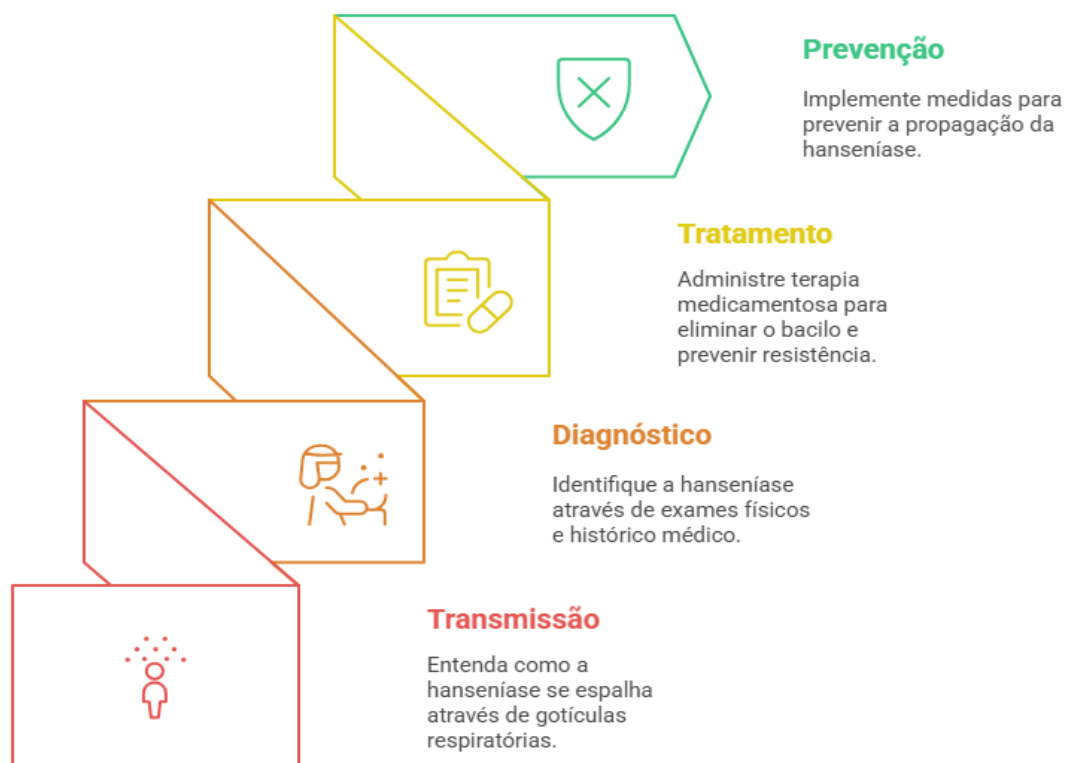 Prevenção
Implemente medidas para
prevenir a propagação da
hanseníase.
Tratamento
Administre terapia
medicamentosa para
eliminar o bacilo e
prevenir resistência.
Diagnóstico
Identifique a hanseníase
através de exames físicos
e histórico médico.
Transmissão
Entenda como a
hanseníase se espalha
através de gotículas
respiratórias.